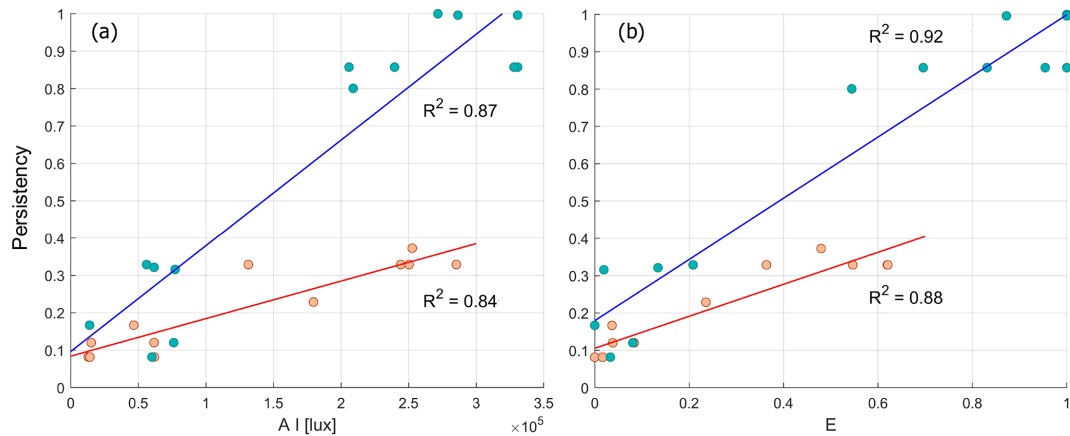 (a)
R² = 0.87
R² = 0.84
Persistency
1
0.9
0.8
0.7
0.6
0.5
0.4
0.3
0.2
0.1
0
0 0.5 1 1.5 2 2.5 3 3.5
A I [lux]
×10⁵
(b)
R² = 0.92
R² = 0.88
1
0.9
0.8
0.7
0.6
0.5
0.4
0.3
0.2
0.1
0
0 0.2 0.4 0.6 0.8 1
E